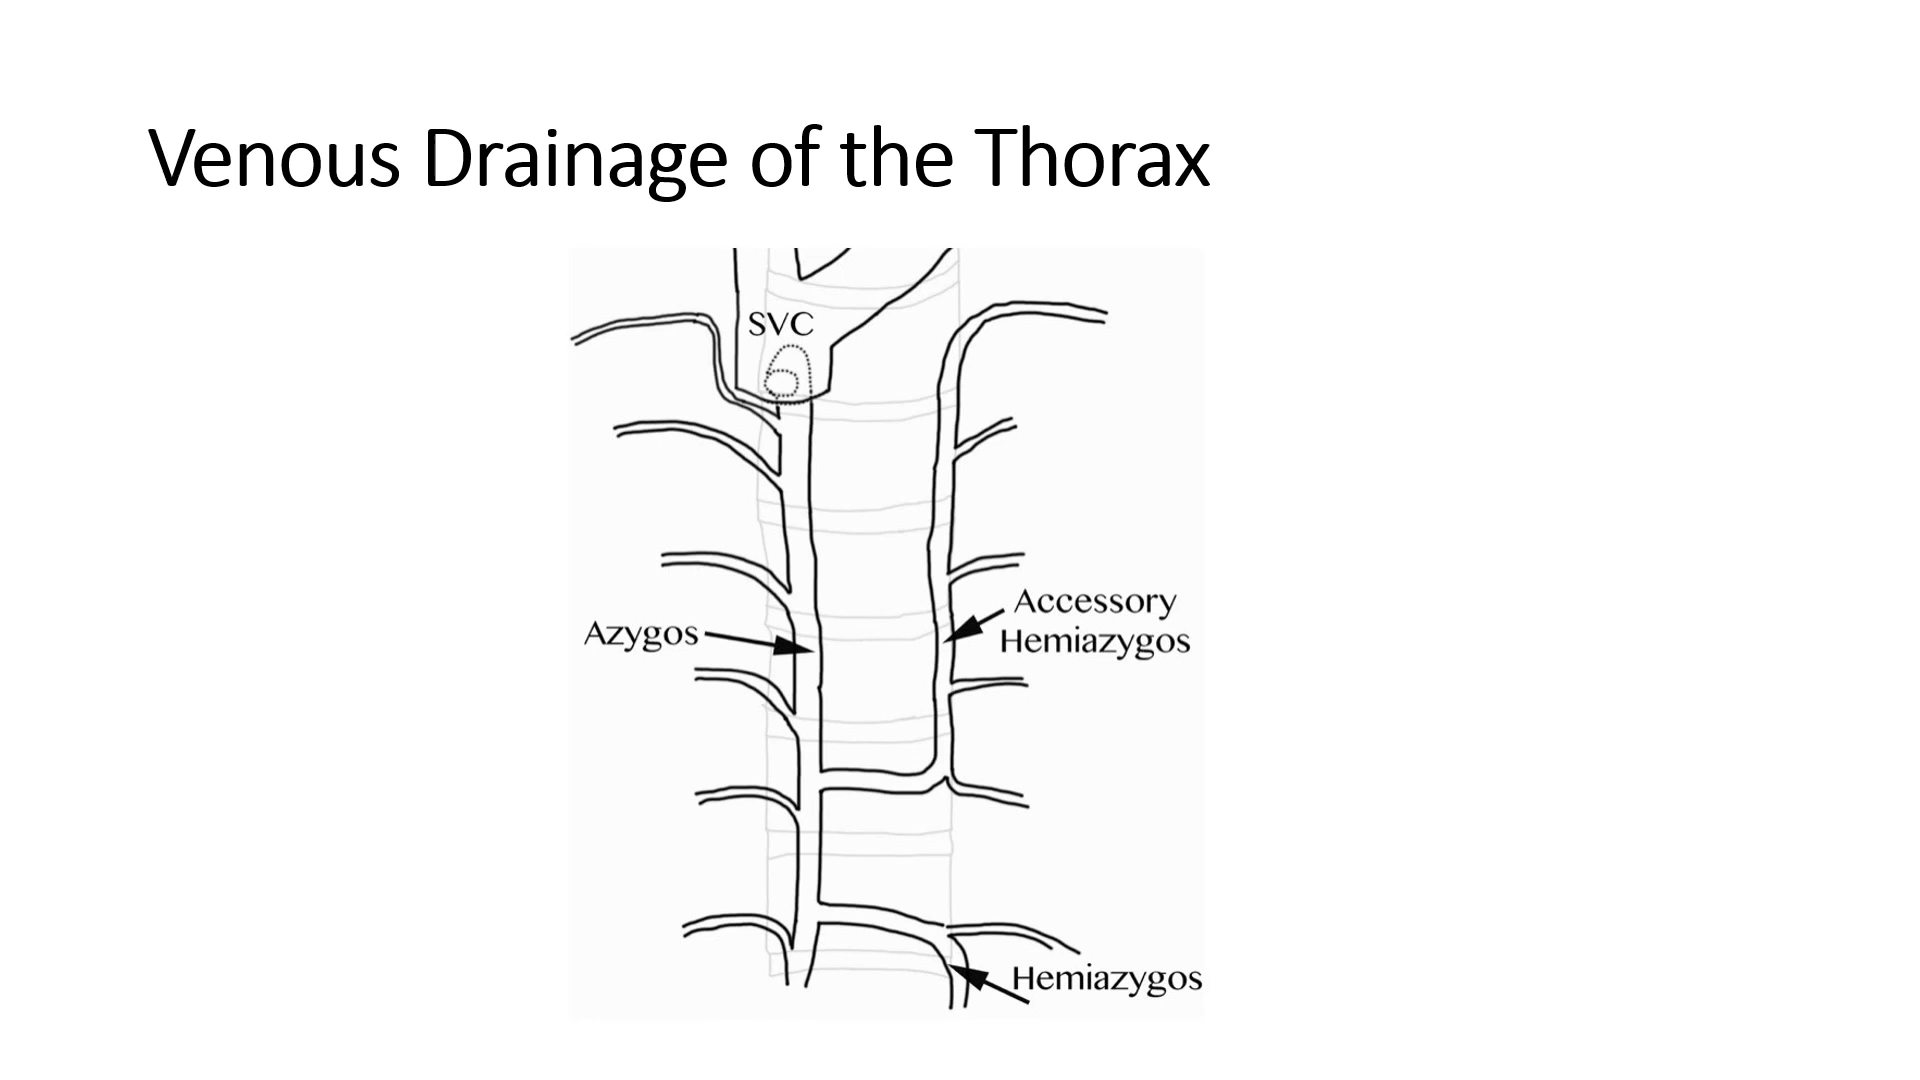 Venous Drainage of the Thorax
SVC
Accessory
Hemiazygos
Azygos
Hemiazygos